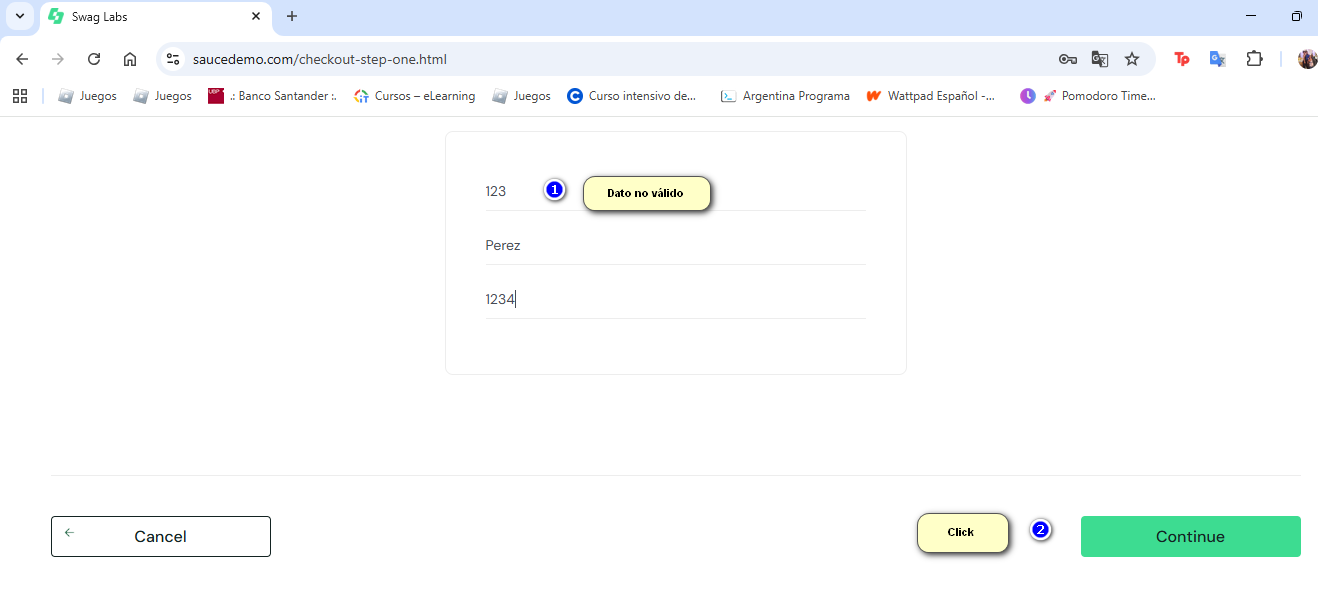 Swag Labs
saucedemo.com/checkout-step-one.html
Juegos
Juegos
.: Banco Santander :.
Cursos – eLearning
Juegos
Curso intensivo de...
Argentina Programa
Wattpad Español -...
Pomodoro Time...
123
1
Dato no válido
Perez
1234
Cancel
Click
2
Continue